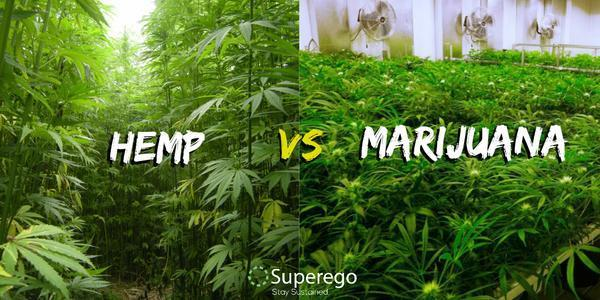 HEMP VS MARIJUANA
Superego
Stay Sustained